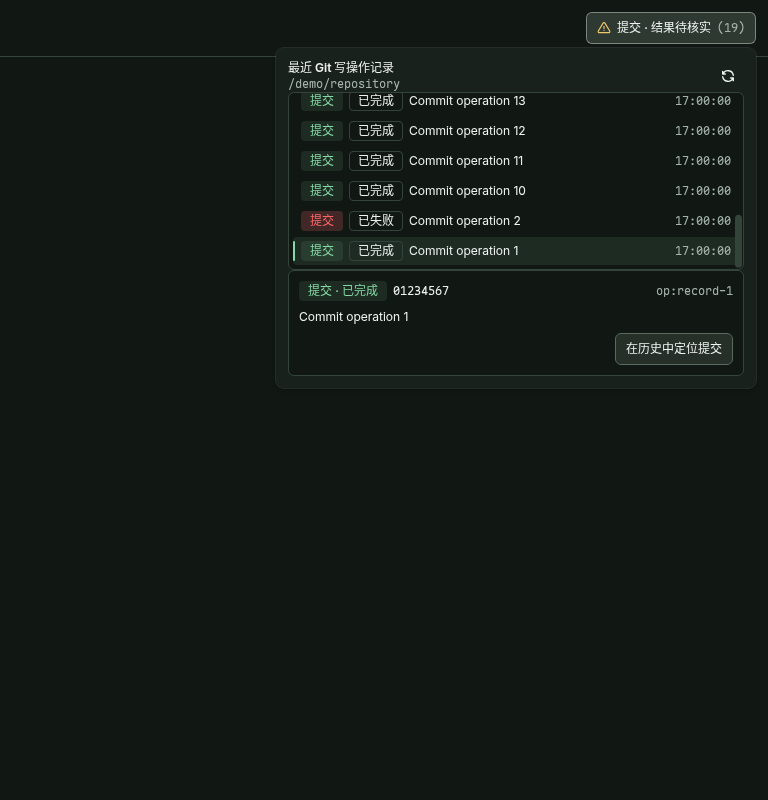 提交 · 结果待核实 (19)
最近 Git 写操作记录
/demo/repository
提交 已完成 Commit operation 13 17:00:00
提交 已完成 Commit operation 12 17:00:00
提交 已完成 Commit operation 11 17:00:00
提交 已完成 Commit operation 10 17:00:00
提交 已失败 Commit operation 2 17:00:00
提交 已完成 Commit operation 1 17:00:00
提交 · 已完成 01234567 op:record-1
Commit operation 1
在历史中定位提交